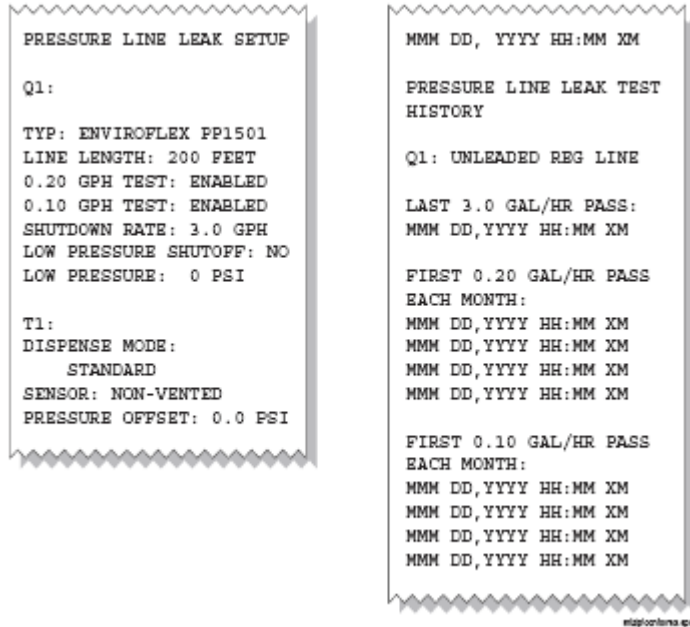 PRESSURE LINE LEAK SETUP
Q1:
TYP: ENVIROFLEX PP1501
LINE LENGTH: 200 FEET
0.20 GPH TEST: ENABLED
0.10 GPH TEST: ENABLED
SHUTDOWN RATE: 3.0 GPH
LOW PRESSURE SHUTOFF: NO
LOW PRESSURE: 0 PSI
T1:
DISPENSE MODE:
STANDARD
SENSOR: NON-VENTED
PRESSURE OFFSET: 0.0 PSI
MMM DD, YYYY HH:MM XM
PRESSURE LINE LEAK TEST
HISTORY
Q1: UNLEADED REG LINE
LAST 3.0 GAL/HR PASS:
MMM DD,YYYY HH:MM XM
FIRST 0.20 GAL/HR PASS
EACH MONTH:
MMM DD,YYYY HH:MM XM
MMM DD,YYYY HH:MM XM
MMM DD,YYYY HH:MM XM
MMM DD,YYYY HH:MM XM
FIRST 0.10 GAL/HR PASS
EACH MONTH:
MMM DD,YYYY HH:MM XM
MMM DD,YYYY HH:MM XM
MMM DD,YYYY HH:MM XM
MMM DD,YYYY HH:MM XM